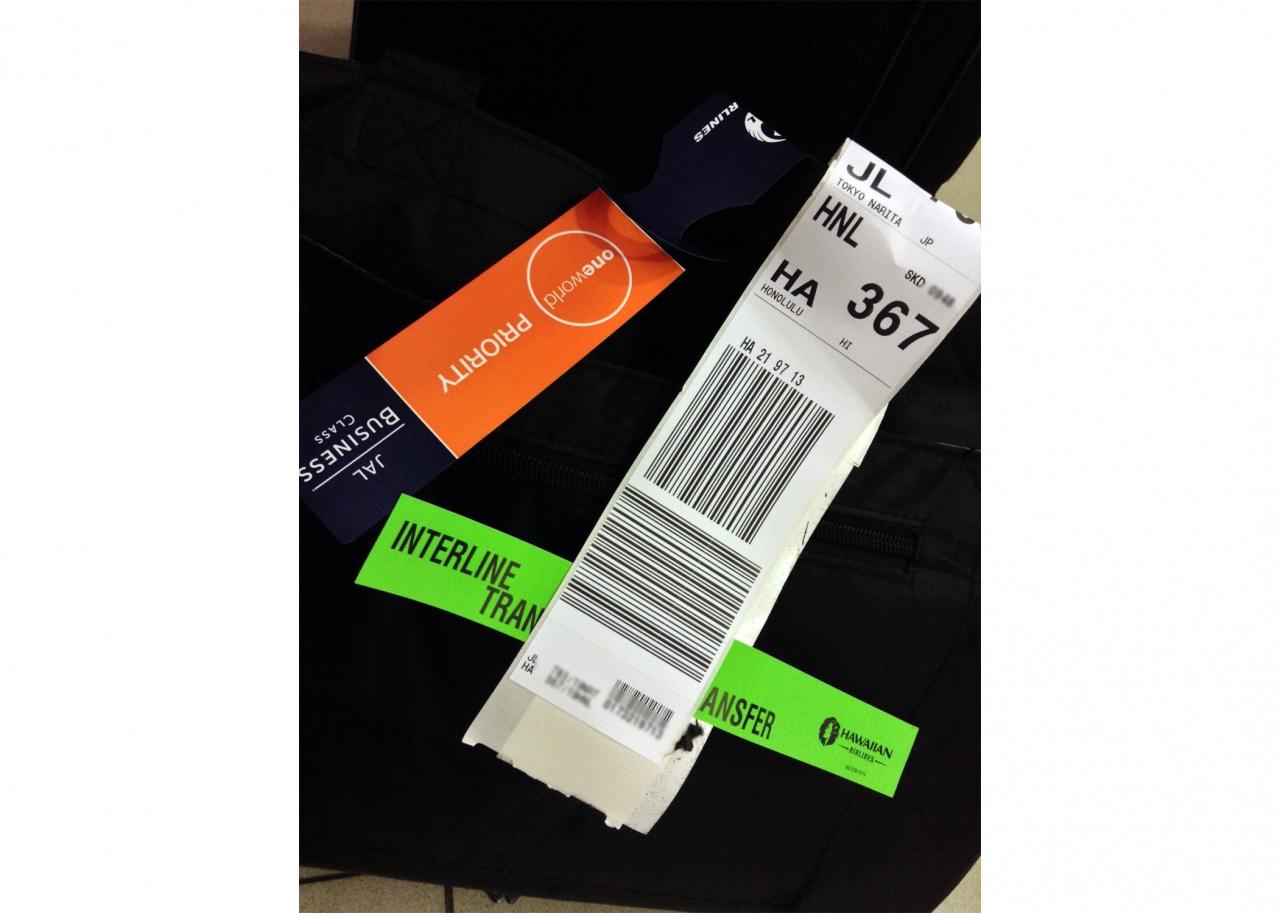 RLINES
JL
TOKYO NARITA JP
HNL
SKD
HA 367
HONOLULU HI
HA 21 97 13
oneworld
PRIORITY
BUSINESS
CLASS
JAL
INTERLINE
TRAN
ANSFER
HAWAIIAN
AIRLINES
JL
HA